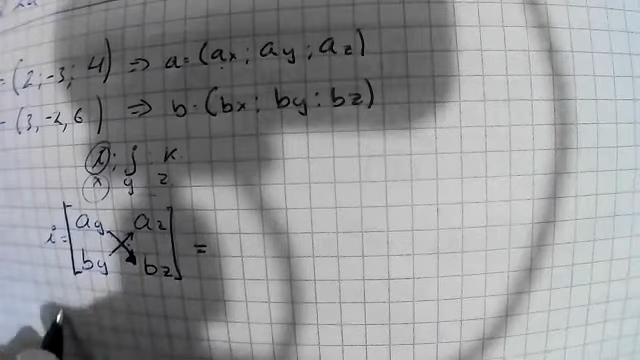 = (2; -3; 4) => a = (ax; ay; az)
= (3, -2, 6) => b = (bx; by; bz)
i; j k
x y z
i = [ay az
by bz] =